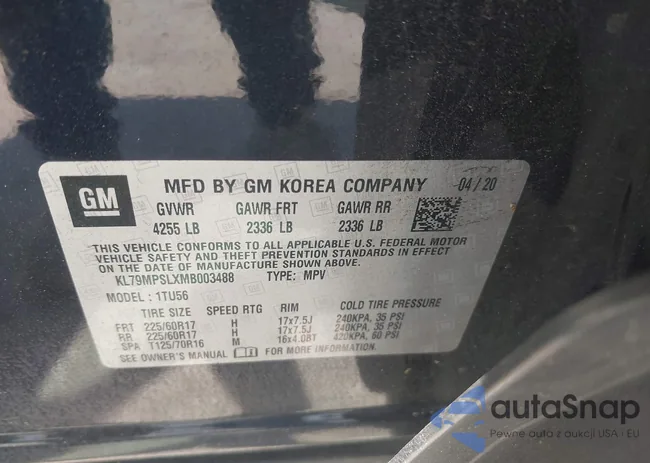 GM
MFD BY GM KOREA COMPANY 04/20
GVWR GAWR FRT GAWR RR
4255 LB 2336 LB 2336 LB
THIS VEHICLE CONFORMS TO ALL APPLICABLE U.S. FEDERAL MOTOR
VEHICLE SAFETY AND THEFT PREVENTION STANDARDS IN EFFECT
ON THE DATE OF MANUFACTURE SHOWN ABOVE.
KL79MPSLXMB003488 TYPE: MPV
MODEL : 1TU56
TIRE SIZE SPEED RTG RIM COLD TIRE PRESSURE
FRT 225/60R17 H 17x7.5J 240KPA, 35 PSI
RR 225/60R17 H 17x7.5J 240KPA, 35 PSI
SPA T125/70R16 M 16x4.0BT 420KPA, 60 PSI
SEE OWNER'S MANUAL FOR MORE INFORMATION.
autaSnap
Pewne auta z aukcji USA i EU